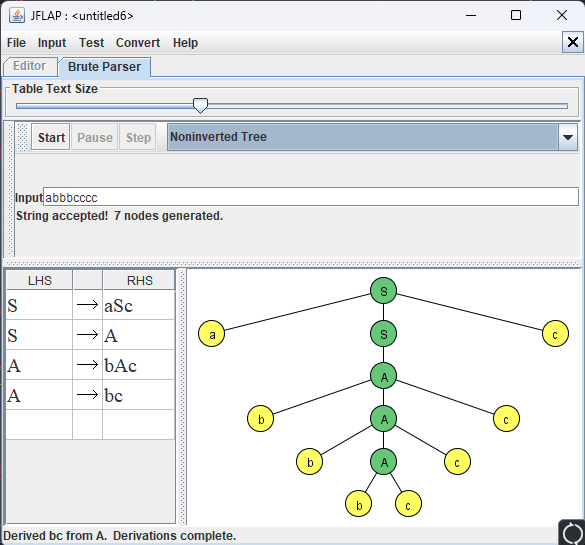 JFLAP : <untitled6>
File Input Test Convert Help
Editor Brute Parser
Table Text Size
Start Pause Step Noninverted Tree
Input abbbcccc
String accepted! 7 nodes generated.
LHS RHS
S → aSc
S → A
A → bAc
A → bc
S
a S c
A
b A c
b A c
b c
Derived bc from A. Derivations complete.